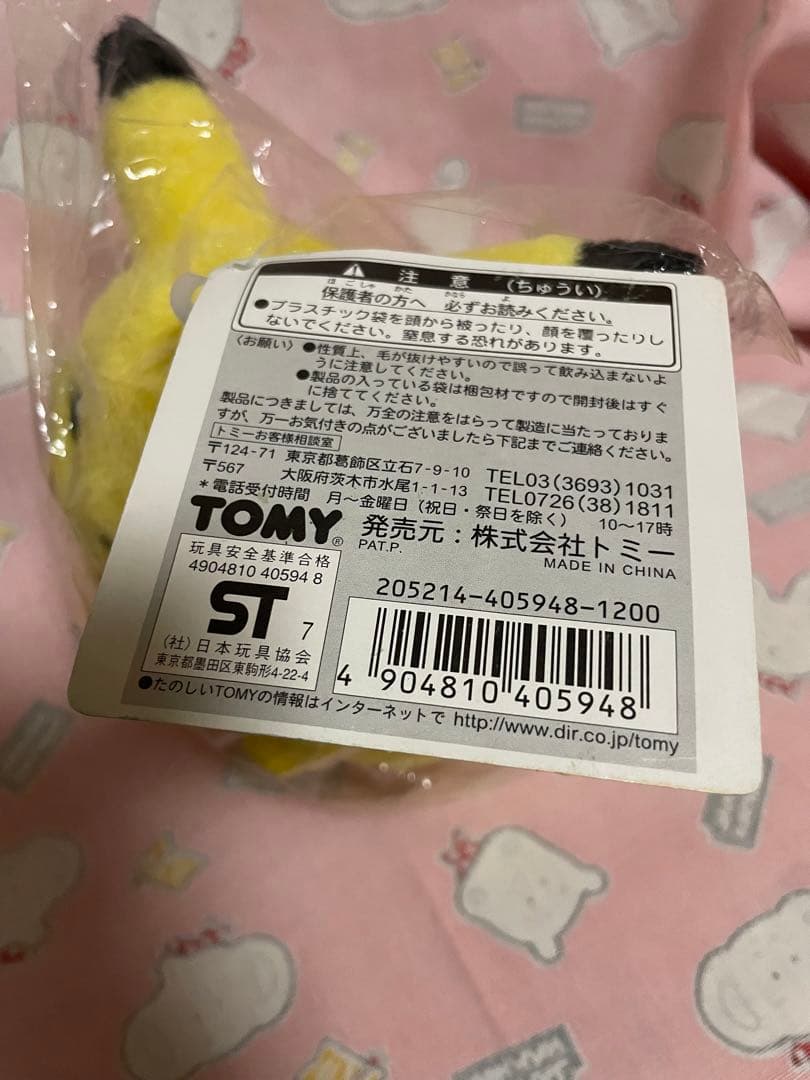 注 意 (ちゅうい)
保護者の方へ 必ずお読みください。
●プラスチック袋を頭から被ったり、顔を覆ったりし
ないでください。窒息する恐れがあります。
〈お願い〉●性質上、毛が抜けやすいので誤って飲み込まないよ
うに注意してください。
●製品の入っている袋は梱包材ですので開封後はすぐ
に捨ててください。
製品につきましては、万全の注意をはらって製造に当たっておりま
すが、万一お気付きの点がございましたら下記までご連絡ください。
トミーお客様相談室
〒124-71 東京都葛飾区立石7-9-10 TEL03(3693)1031
〒567 大阪府茨木市水尾1-1-13 TEL0726(38)1811
*電話受付時間 月〜金曜日(祝日・祭日を除く) 10〜17時
TOMY® 発売元:株式会社トミー
PAT.P. MADE IN CHINA
玩具安全基準合格
4904810 40594 8
ST 7
(社)日本玩具協会
東京都墨田区東駒形4-22-4
205214-405948-1200
4 904810 405948
●たのしいTOMYの情報はインターネットで http://www.dir.co.jp/tomy